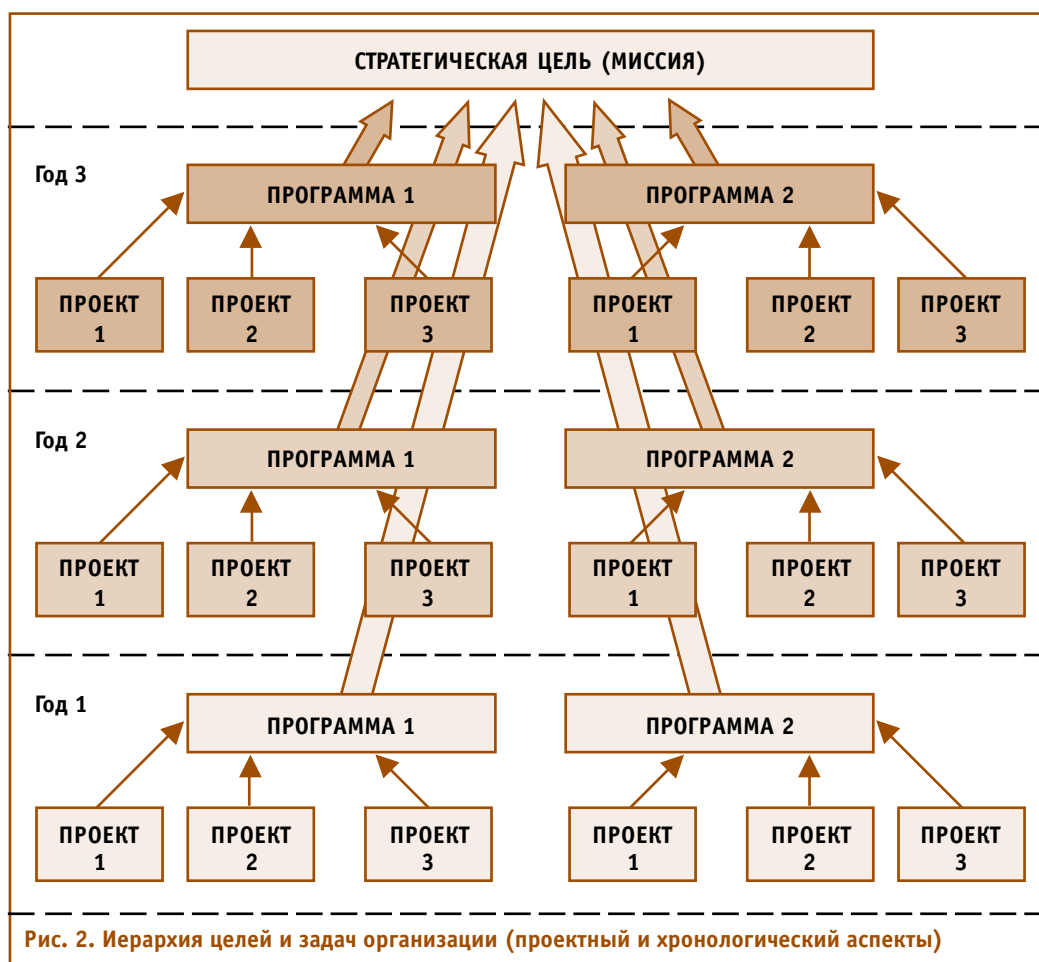 СТРАТЕГИЧЕСКАЯ ЦЕЛЬ (МИССИЯ)
Год 3
ПРОГРАММА 1
ПРОГРАММА 2
ПРОЕКТ
1
ПРОЕКТ
2
ПРОЕКТ
3
ПРОЕКТ
1
ПРОЕКТ
2
ПРОЕКТ
3
Год 2
ПРОГРАММА 1
ПРОГРАММА 2
ПРОЕКТ
1
ПРОЕКТ
2
ПРОЕКТ
3
ПРОЕКТ
1
ПРОЕКТ
2
ПРОЕКТ
3
Год 1
ПРОГРАММА 1
ПРОГРАММА 2
ПРОЕКТ
1
ПРОЕКТ
2
ПРОЕКТ
3
ПРОЕКТ
1
ПРОЕКТ
2
ПРОЕКТ
3
Рис. 2. Иерархия целей и задач организации (проектный и хронологический аспекты)